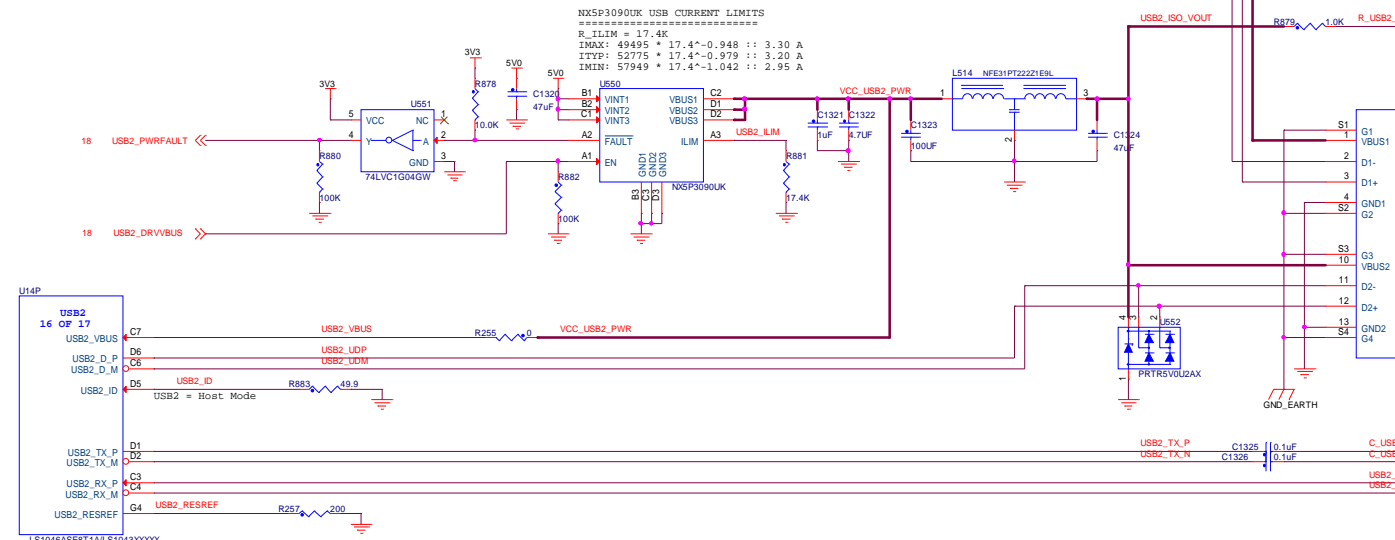 NX5P3090UK USB CURRENT LIMITS
==========================
R_ILIM = 17.4K
IMAX: 49495 * 17.4^-0.948 :: 3.30 A
ITYP: 52775 * 17.4^-0.979 :: 3.20 A
IMIN: 57949 * 17.4^-1.042 :: 2.95 A
USB2_ISO_VOUT
R879
1.0K
R_USB2_
3V3
3V3
5V0
5V0
R878
10.0K
C1320
47uF
U551
5 VCC
NC 1
4 Y
A 2
GND 3
74LVC1G04GW
U550
B1 VINT1
B2 VINT2
C1 VINT3
A2 FAULT
A1 EN
VBUS1 C2
VBUS2 D1
VBUS3 D2
ILIM A3
GND1 B3
GND2 C3
GND3 D3
NX5P3090UK
USB2_ILIM
R881
17.4K
VCC_USB2_PWR
C1321
1uF
C1322
4.7UF
C1323
100UF
L514 NFE31PT222Z1E9L
1
3
2
C1324
47uF
18 USB2_PWRFAULT
R880
100K
R882
100K
18 USB2_DRVVBUS
S1 G1
1 VBUS1
2 D1-
3 D1+
4 GND1
S2 G2
S3 G3
10 VBUS2
11 D2-
12 D2+
13 GND2
S4 G4
GND_EARTH
4 3 2
U552
1
PRTR5V0U2AX
U14P
USB2
16 OF 17
USB2_VBUS C7
USB2_VBUS
R255 0
VCC_USB2_PWR
USB2_D_P D6
USB2_UDP
USB2_D_M C6
USB2_UDM
USB2_ID D5
USB2_ID
R883 49.9
USB2 = Host Mode
USB2_TX_P D1
USB2_TX_M D2
USB2_TX_P
USB2_TX_N
C1325 0.1uF
C1326 0.1uF
C_USB
C_USB
USB2_RX_P C3
USB2_RX_M C4
USB2_
USB2_
USB2_RESREF G4
USB2_RESREF
R257 200